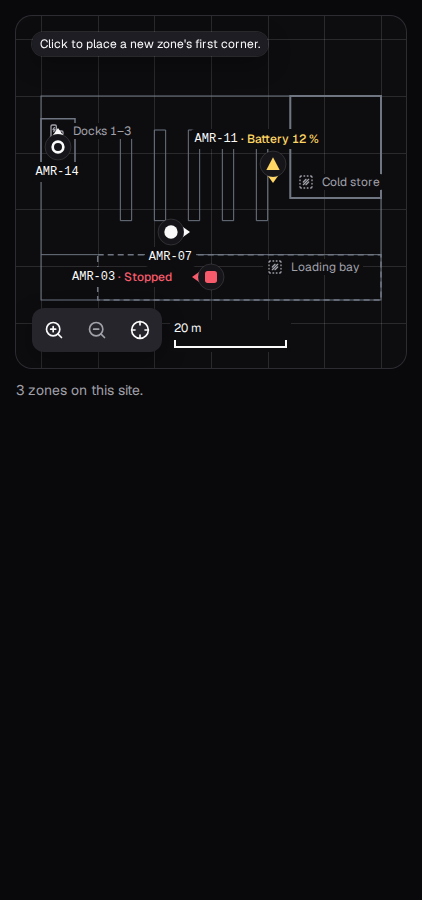 Click to place a new zone's first corner.
Docks 1–3
AMR-11 · Battery 12 %
AMR-14
Cold store
AMR-07
Loading bay
AMR-03 · Stopped
20 m
3 zones on this site.